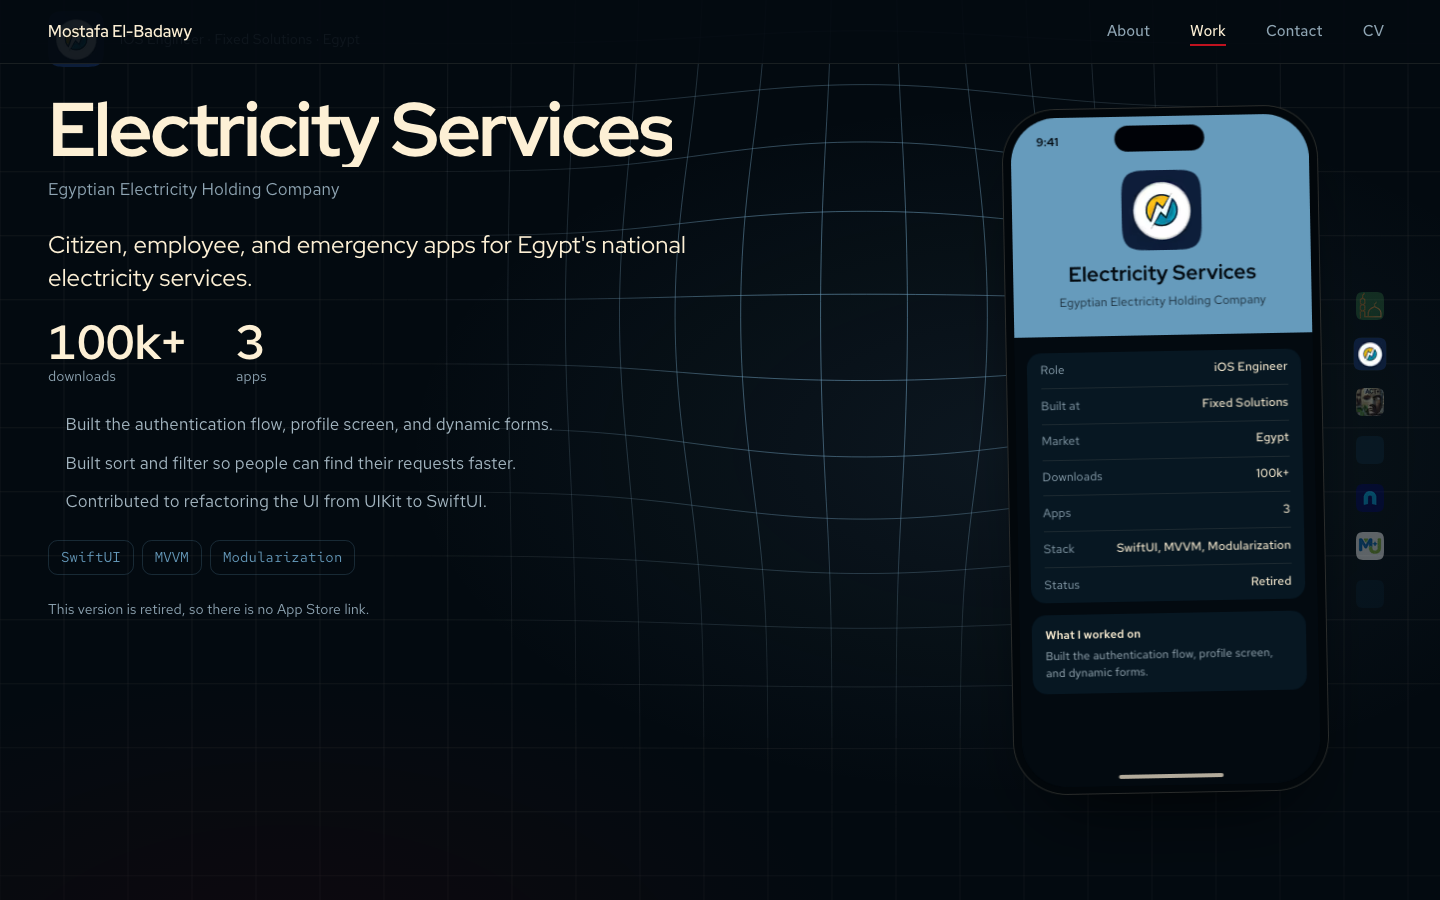 Mostafa El-Badawy
About
Work
Contact
CV
Engineer · Fixed Solutions · Egypt
Electricity Services
Egyptian Electricity Holding Company
Citizen, employee, and emergency apps for Egypt's national
electricity services.
100k+
downloads
3
apps
Built the authentication flow, profile screen, and dynamic forms.
Built sort and filter so people can find their requests faster.
Contributed to refactoring the UI from UIKit to SwiftUI.
SwiftUI
MVVM
Modularization
This version is retired, so there is no App Store link.
9:41
Electricity Services
Egyptian Electricity Holding Company
Role
iOS Engineer
Built at
Fixed Solutions
Market
Egypt
Downloads
100k+
Apps
3
Stack
SwiftUI, MVVM, Modularization
Status
Retired
What I worked on
Built the authentication flow, profile screen,
and dynamic forms.